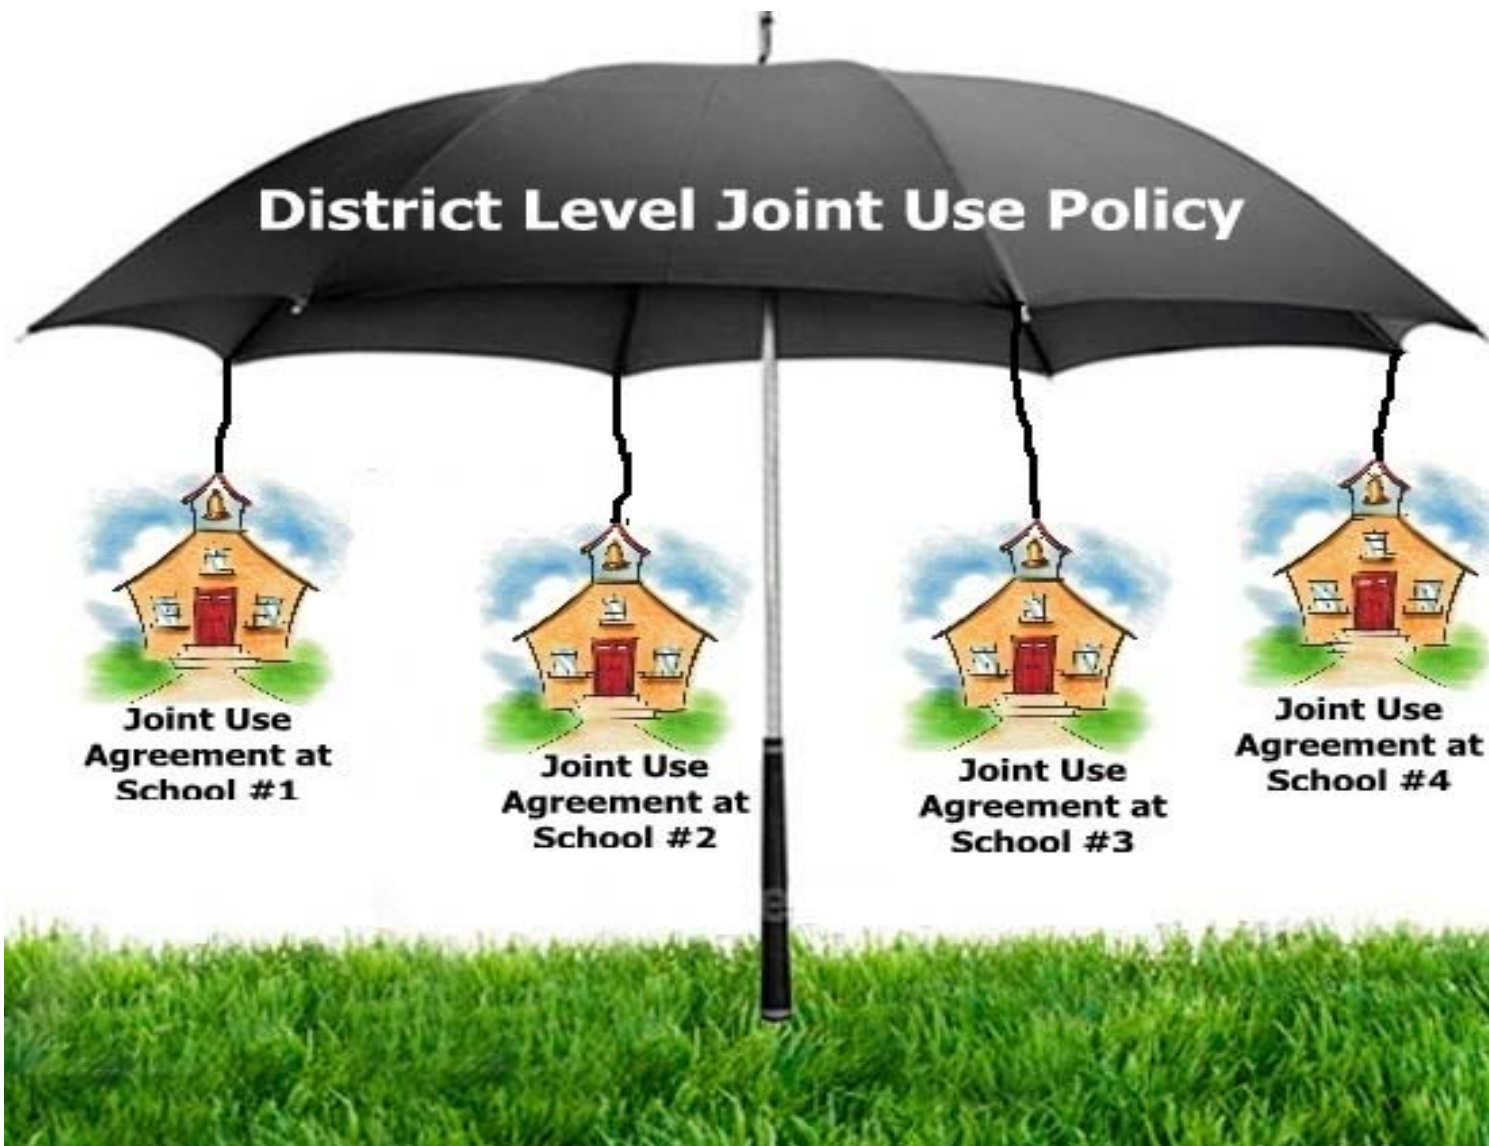 District Level Joint Use Policy
Joint Use
Agreement at
School #1
Joint Use
Agreement at
School #2
Joint Use
Agreement at
School #3
Joint Use
Agreement at
School #4